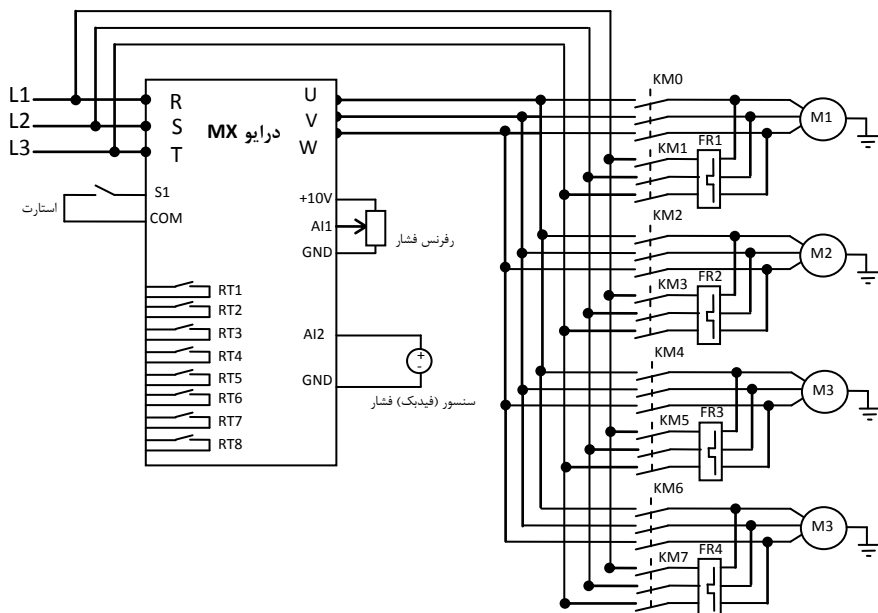 L1
L2
L3
R
S
T
درایو MX
U
V
W
استارت
S1
COM
+10V
AI1
GND
رفرنس فشار
RT1
RT2
RT3
RT4
RT5
RT6
RT7
RT8
AI2
GND
+
-
سنسور (فیدبک) فشار
KM0
M1
KM1
FR1
KM2
M2
KM3
FR2
KM4
M3
KM5
FR3
KM6
M3
KM7
FR4